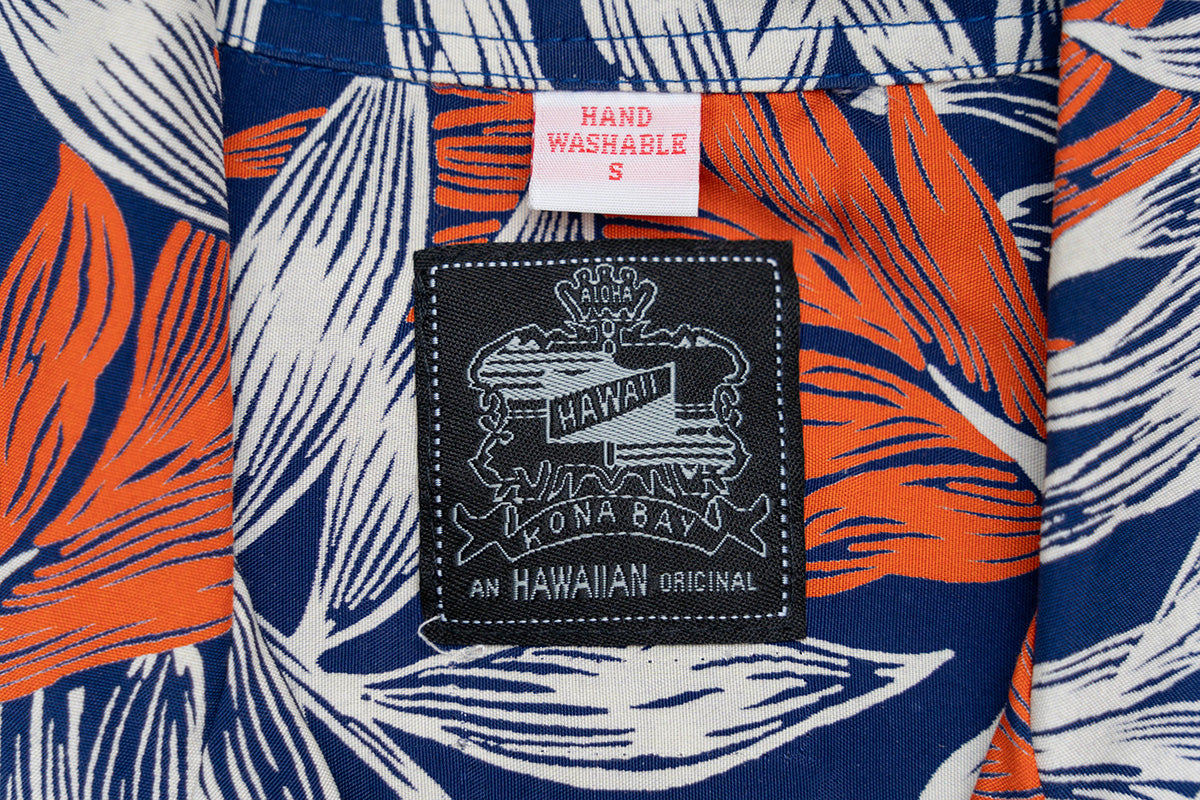 HAND
WASHABLE
S
ALOHA
HAWAII
KONA BAY
AN HAWAIIAN ORIGINAL